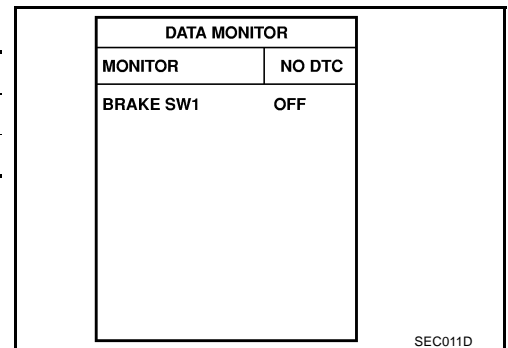 DATA MONITOR
MONITOR NO DTC
BRAKE SW1 OFF
SEC011D